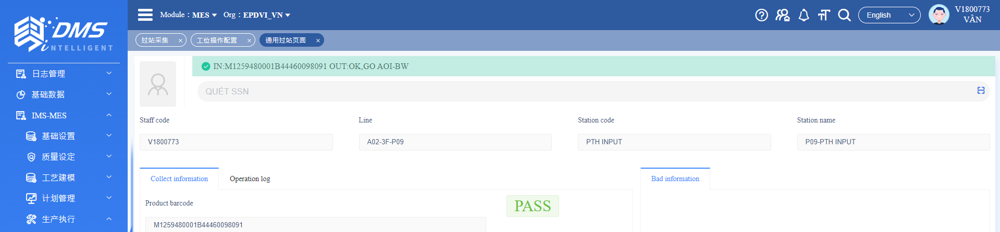 DMS
iNTELLIGENT
Module：MES Org：EPDVI_VN
English
V1800773
VÂN
过站采集 × 工位操作配置 × 通用过站页面 ×
日志管理
基础数据
IMS-MES
基础设置
质量设定
工艺建模
计划管理
生产执行
IN:M1259480001B44460098091 OUT:OK,GO AOI-BW
QUÉT SSN
Staff code Line Station code Station name
V1800773 A02-3F-P09 PTH INPUT P09-PTH INPUT
Collect information Operation log Bad information
Product barcode
PASS
M1259480001B44460098091